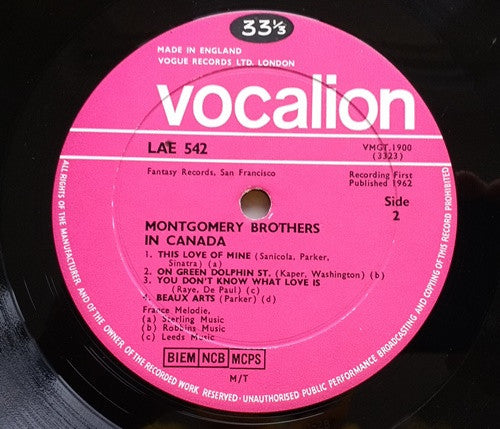 33⅓
MADE IN ENGLAND
VOGUE RECORDS LTD. LONDON
vocalion
LAE 542
VMGT.1900
(3323)
Fantasy Records, San Francisco
Recording First
Published 1962
Side
2
MONTGOMERY BROTHERS
IN CANADA
1. THIS LOVE OF MINE (Sanicola, Parker,
Sinatra) (a)
2. ON GREEN DOLPHIN ST. (Kaper, Washington) (b)
3. YOU DON'T KNOW WHAT LOVE IS
(Raye, De Paul) (c)
4. BEAUX ARTS (Parker) (d)
France Melodie,
(a) Sterling Music
(b) Robbins Music
(c) Leeds Music
BIEM NCB MCPS
M/T
ALL RIGHTS OF THE MANUFACTURER, AND OF THE OWNER OF THE RECORDED WORK RESERVED - UNAUTHORISED PUBLIC PERFORMANCE BROADCASTING AND COPYING OF THIS RECORD PROHIBITED